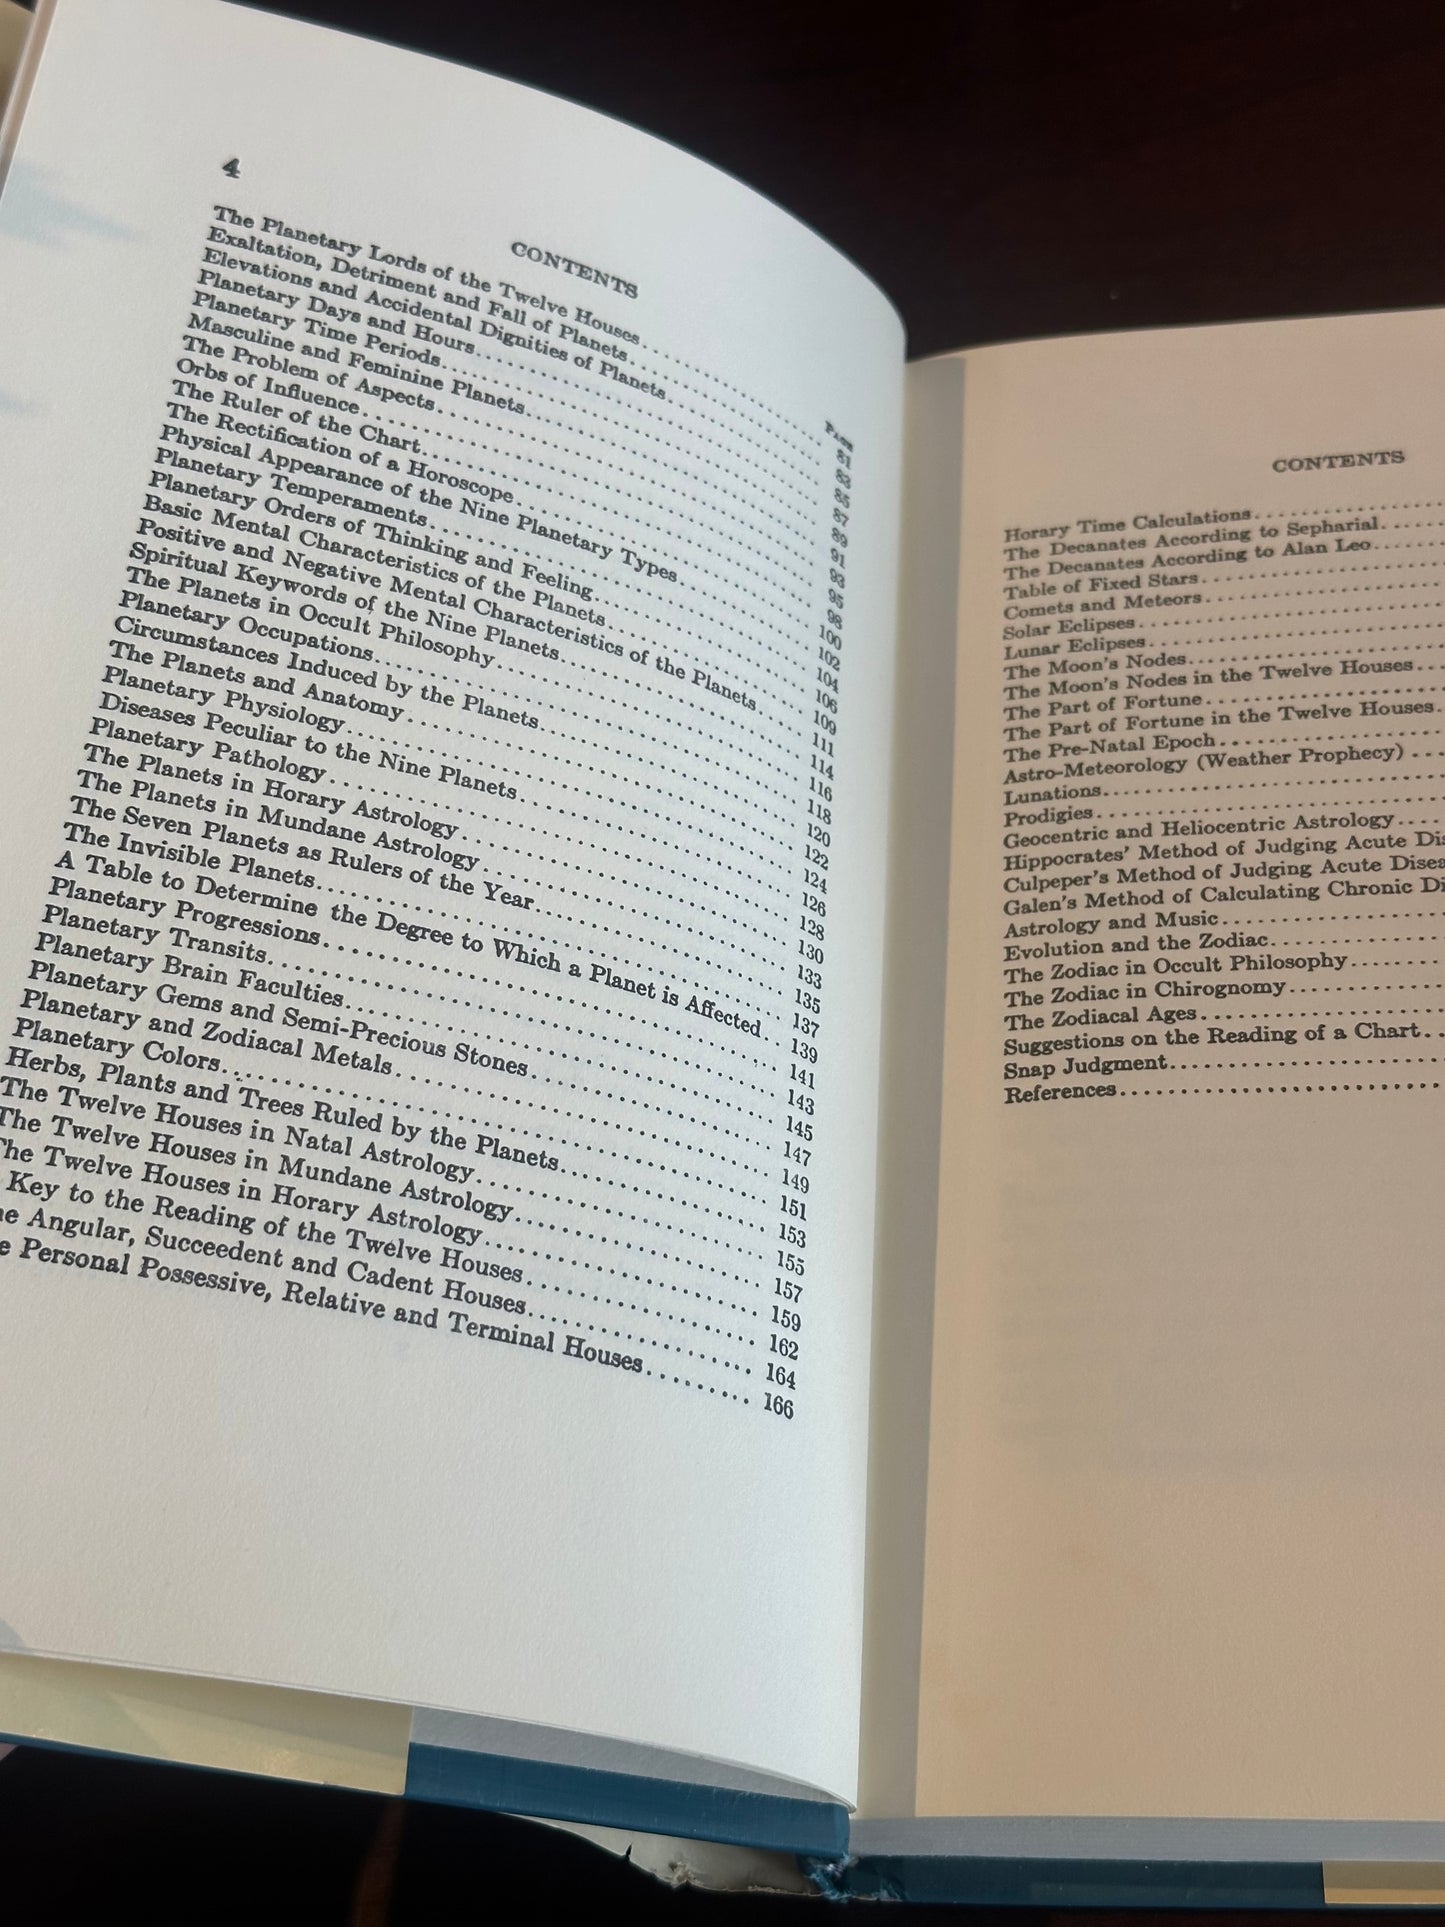 4
CONTENTS
PAGE
The Planetary Lords of the Twelve Houses........ 81
Exaltation, Detriment and Fall of Planets........ 83
Elevations and Accidental Dignities of Planets........ 85
Planetary Days and Hours........ 87
Planetary Time Periods........ 89
Masculine and Feminine Planets........ 91
The Problem of Aspects........ 93
Orbs of Influence........ 95
The Ruler of the Chart........ 98
The Rectification of a Horoscope........ 100
Physical Appearance of the Nine Planetary Types........ 102
Planetary Temperaments........ 104
Planetary Orders of Thinking and Feeling........ 106
Basic Mental Characteristics of the Planets........ 109
Positive and Negative Mental Characteristics of the Planets........ 111
Spiritual Keywords of the Nine Planets........ 114
The Planets in Occult Philosophy........ 116
Planetary Occupations........ 118
Circumstances Induced by the Planets........ 120
The Planets and Anatomy........ 122
Planetary Physiology........ 124
Diseases Peculiar to the Nine Planets........ 126
Planetary Pathology........ 128
The Planets in Horary Astrology........ 130
The Planets in Mundane Astrology........ 133
The Seven Planets as Rulers of the Year........ 135
The Invisible Planets........ 137
A Table to Determine the Degree to Which a Planet is Affected.. 139
Planetary Progressions........ 141
Planetary Transits........ 143
Planetary Brain Faculties........ 145
Planetary Gems and Semi-Precious Stones........ 147
Planetary and Zodiacal Metals........ 149
Planetary Colors........ 151
Herbs, Plants and Trees Ruled by the Planets........ 153
The Twelve Houses in Natal Astrology........ 155
The Twelve Houses in Mundane Astrology........ 157
The Twelve Houses in Horary Astrology........ 159
Key to the Reading of the Twelve Houses........ 162
Angular, Succeedent and Cadent Houses........ 164
Personal Possessive, Relative and Terminal Houses........ 166
CONTENTS
Horary Time Calculations........
The Decanates According to Sepharial........
The Decanates According to Alan Leo........
Table of Fixed Stars........
Comets and Meteors........
Solar Eclipses........
Lunar Eclipses........
The Moon's Nodes........
The Moon's Nodes in the Twelve Houses........
The Part of Fortune........
The Part of Fortune in the Twelve Houses.
The Pre-Natal Epoch........
Astro-Meteorology (Weather Prophecy) ....
Lunations........
Prodigies........
Geocentric and Heliocentric Astrology........
Hippocrates' Method of Judging Acute Dis
Culpeper's Method of Judging Acute Disea
Galen's Method of Calculating Chronic Di
Astrology and Music........
Evolution and the Zodiac........
The Zodiac in Occult Philosophy........
The Zodiac in Chirognomy........
The Zodiacal Ages........
Suggestions on the Reading of a Chart..
Snap Judgment........
References........